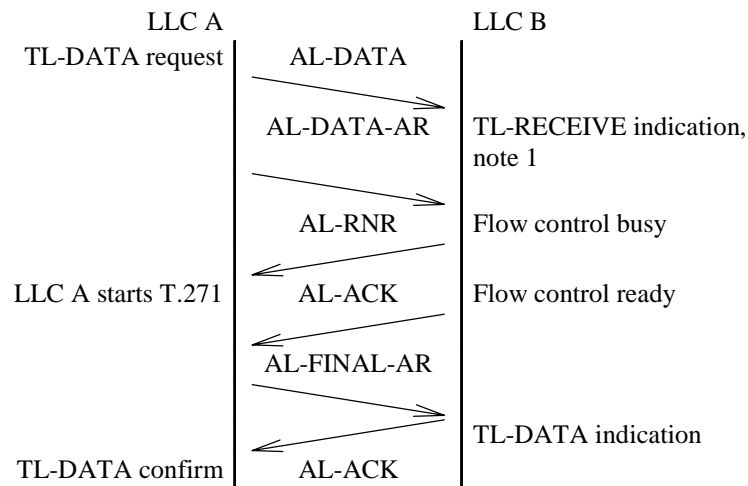 LLC A LLC B
TL-DATA request AL-DATA
AL-DATA-AR TL-RECEIVE indication,
note 1
AL-RNR Flow control busy
LLC A starts T.271 AL-ACK Flow control ready
AL-FINAL-AR
TL-DATA indication
TL-DATA confirm AL-ACK